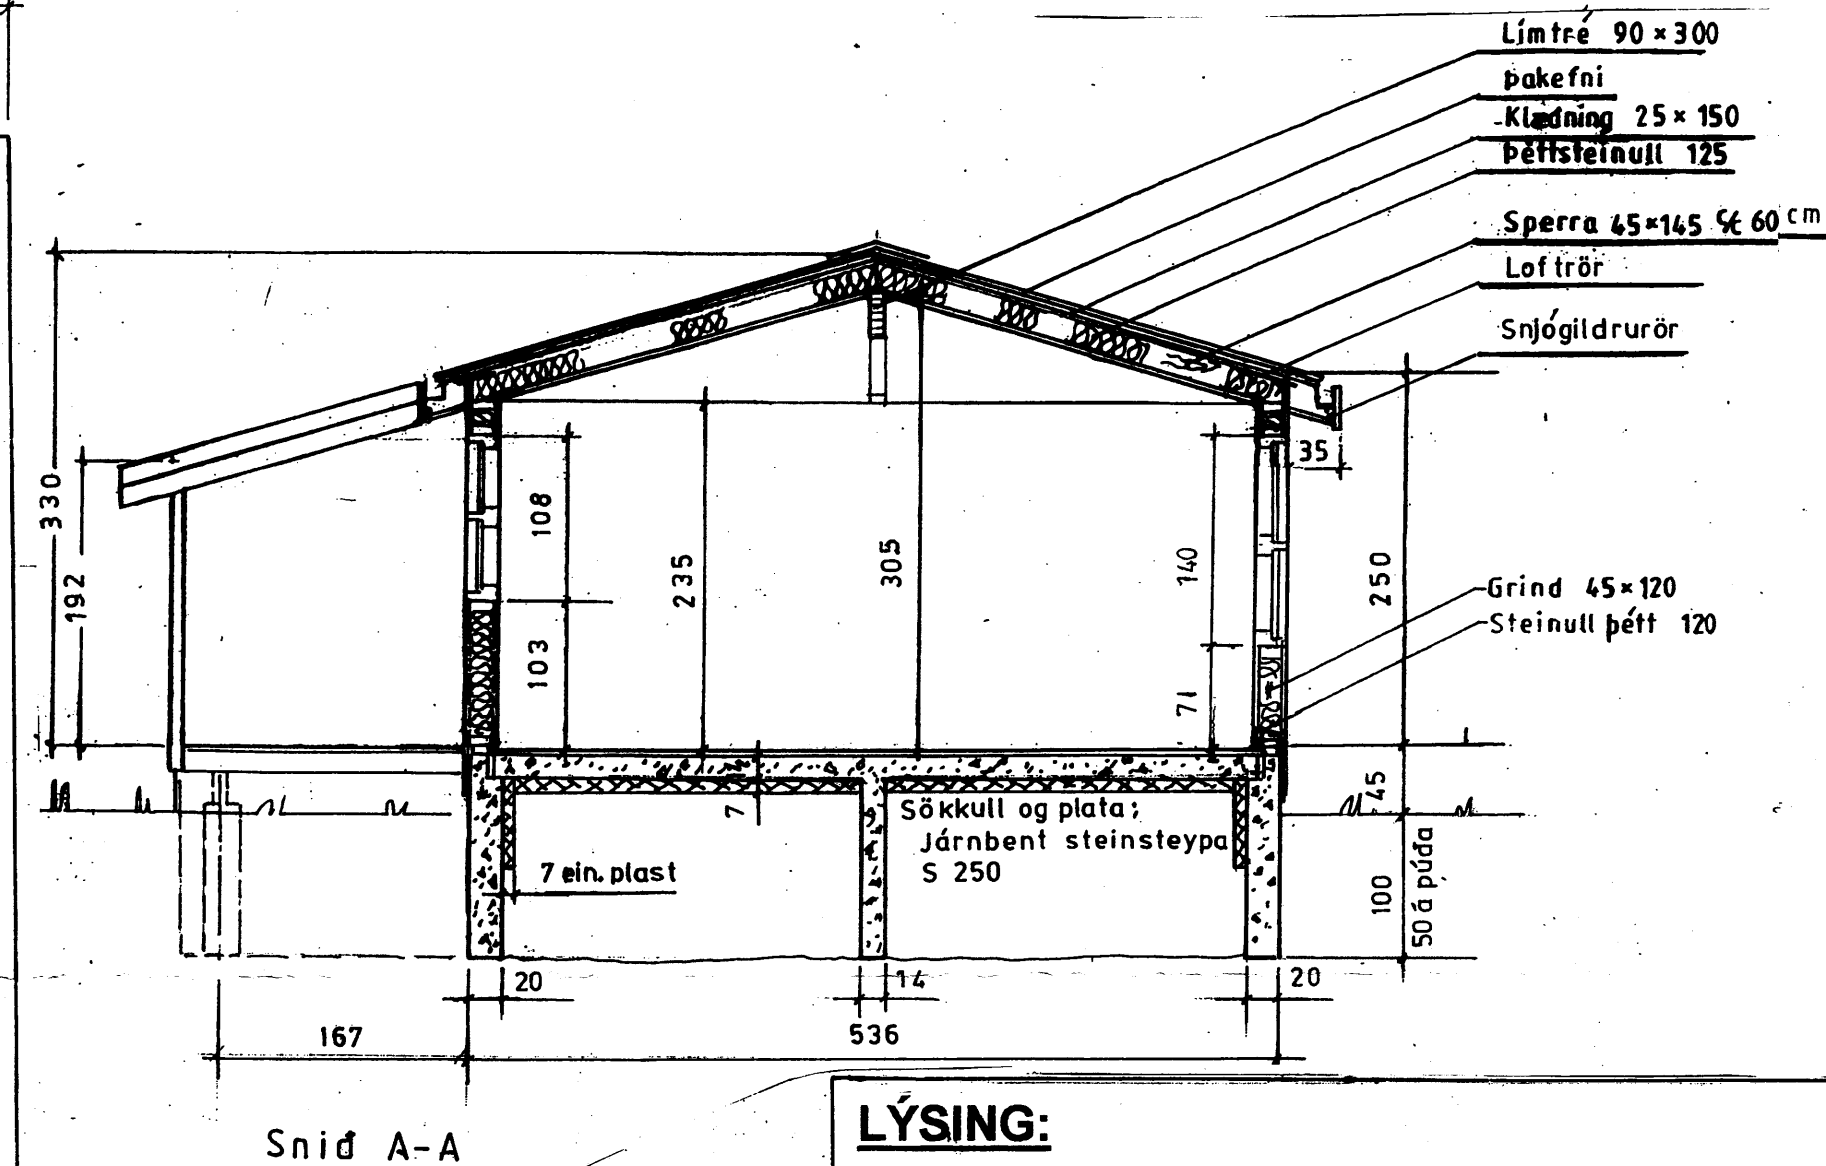 Límtré 90 × 300
Þakefni
Klæðning 25 × 150
Þéttsteinull 125
Sperra 45×145 c/c 60 cm
Loftrör
Snjógildrurör
35
330
192
108
103
235
305
140
71
250
Grind 45×120
Steinull þétt 120
45
7
Sökkull og plata;
Járnbent steinsteypa
S 250
7 ein. plast
100
50 á púða
20
14
20
167
536
Snið A-A
LÝSING: